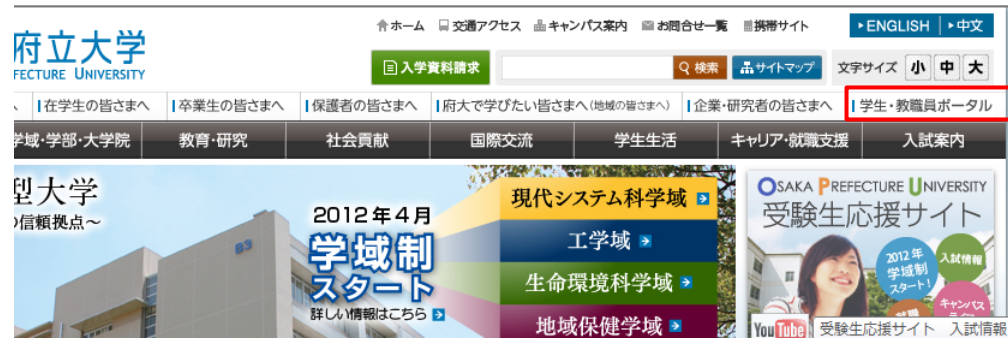 ホーム 交通アクセス キャンパス案内 お問合せ一覧 携帯サイト ▶ENGLISH ▶中文
府立大学
FECTURE UNIVERSITY
入学資料請求 検索 サイトマップ 文字サイズ 小 中 大
へ 在学生の皆さまへ 卒業生の皆さまへ 保護者の皆さまへ 府大で学びたい皆さまへ(地域の皆さまへ) 企業・研究者の皆さまへ 学生・教職員ポータル
学域・学部・大学院 教育・研究 社会貢献 国際交流 学生生活 キャリア・就職支援 入試案内
型大学
の信頼拠点~
B3
2012年4月
学域制
スタート
詳しい情報はこちら
現代システム科学域
工学域
生命環境科学域
地域保健学域
OSAKA PREFECTURE UNIVERSITY
受験生応援サイト
2012年
学域制
スタート!
入試情報
キャンパス
You Tube
受験生応援サイト 入試情報